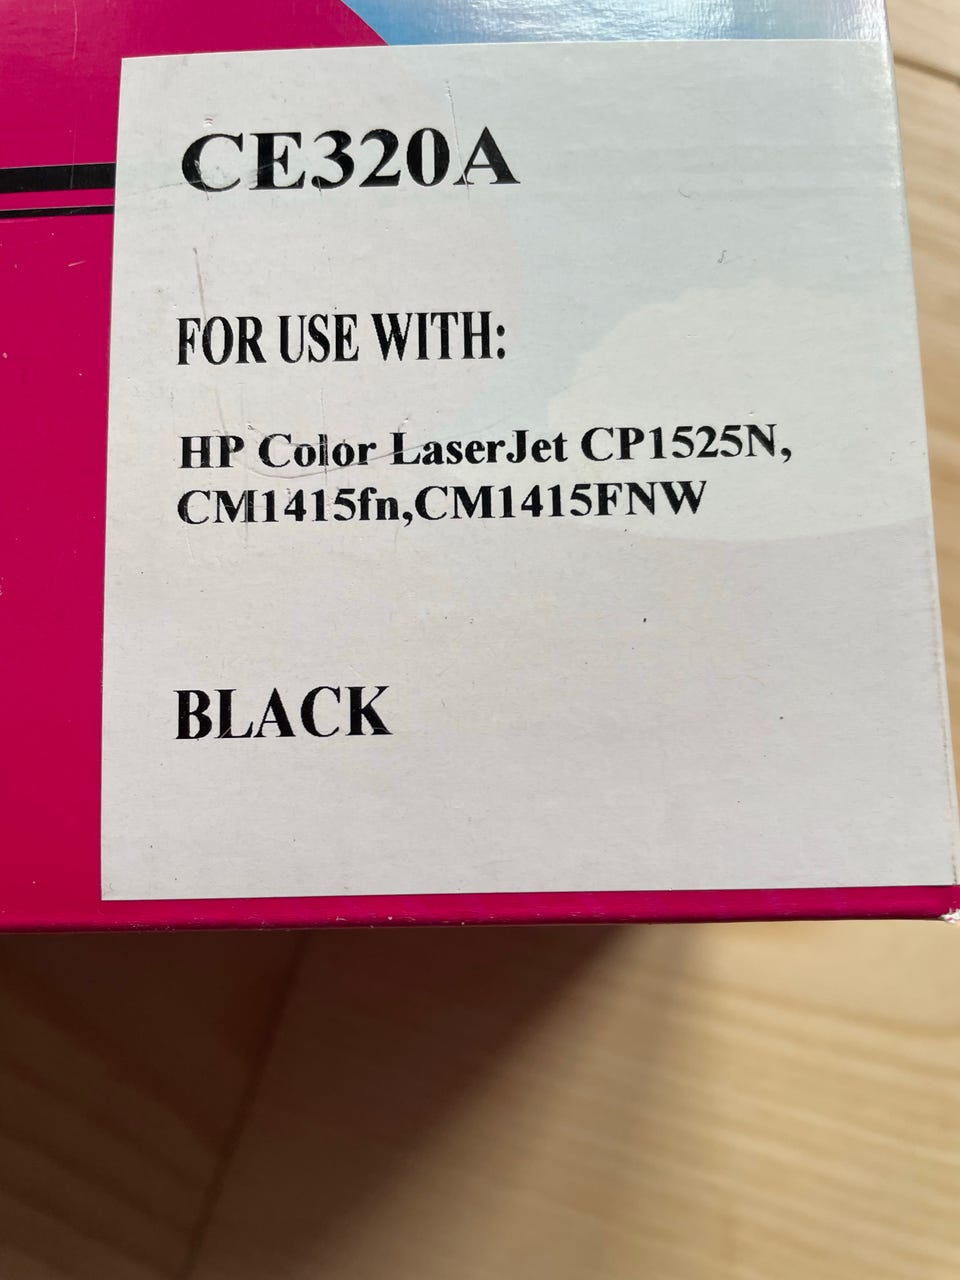 CE320A
FOR USE WITH:
HP Color LaserJet CP1525N,
CM1415fn,CM1415FNW
BLACK